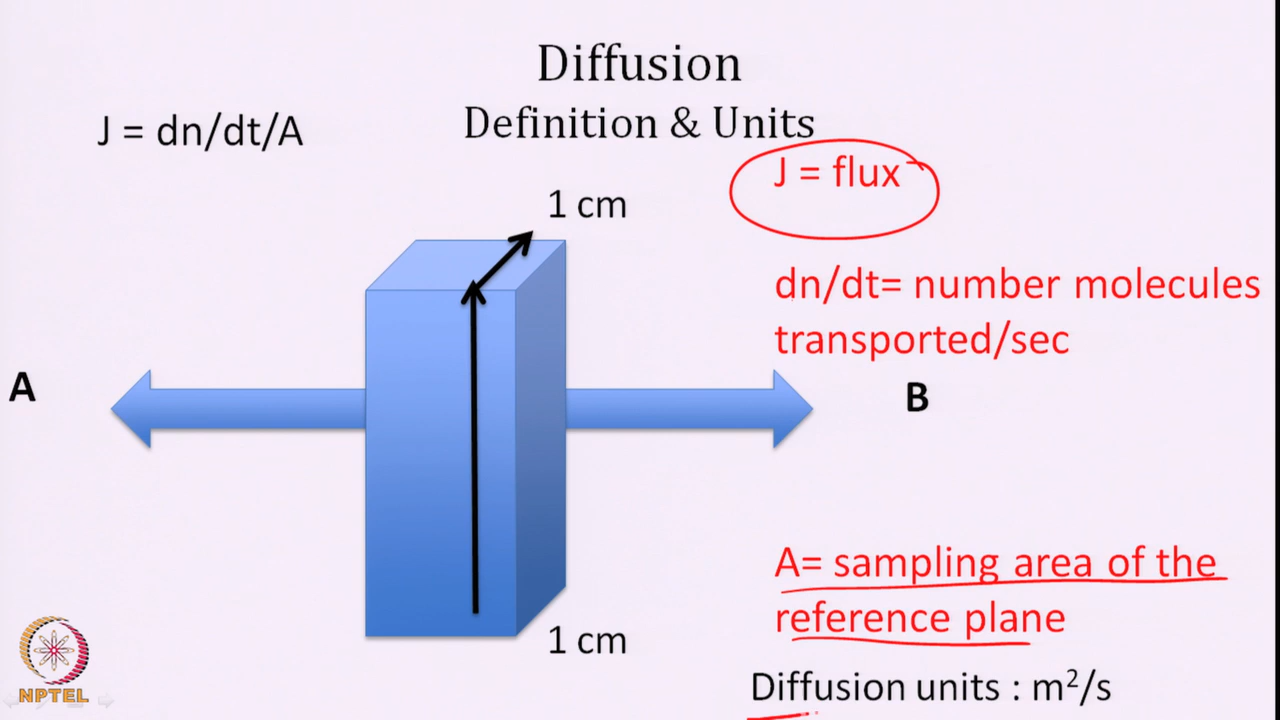 Diffusion
Definition & Units
J = dn/dt/A
J = flux
1 cm
dn/dt= number molecules
transported/sec
A
B
A= sampling area of the
reference plane
1 cm
Diffusion units : m²/s
NPTEL